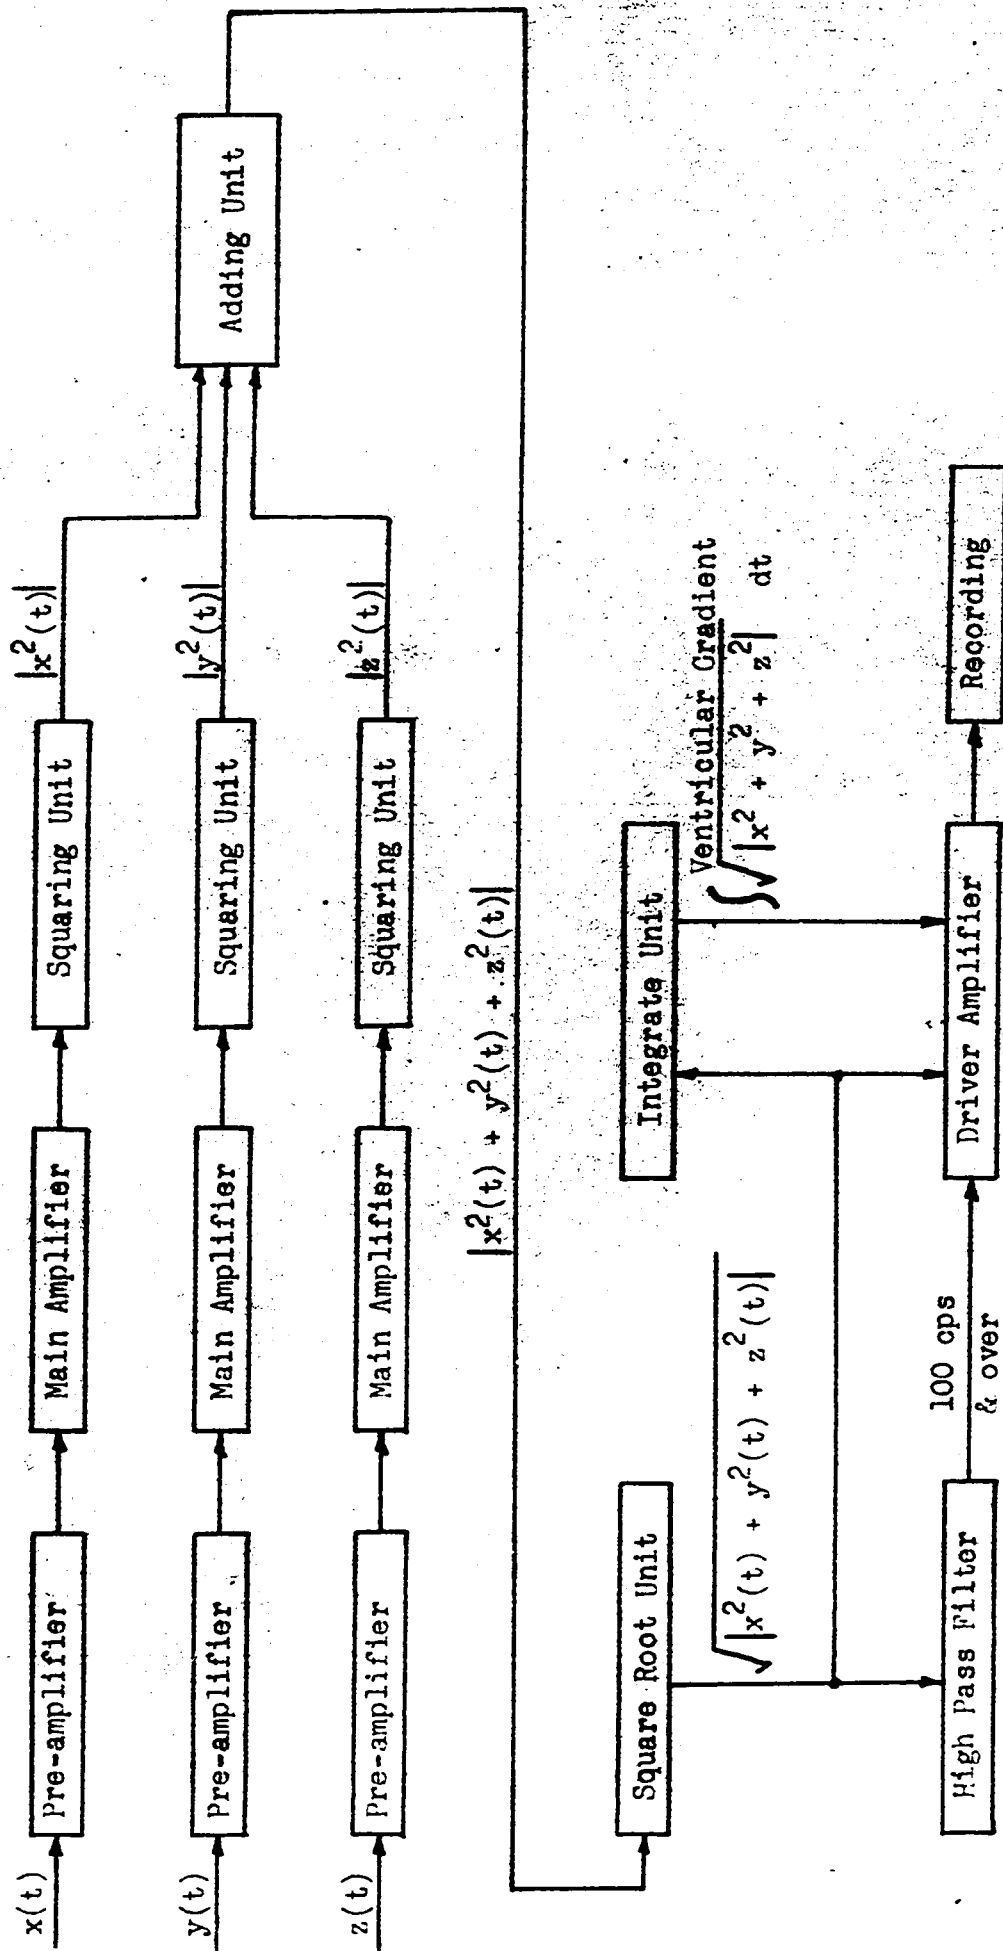 x(t)
Pre-amplifier
Main Amplifier
Squaring Unit
|x²(t)|
y(t)
Pre-amplifier
Main Amplifier
Squaring Unit
|y²(t)|
Adding Unit
z(t)
Pre-amplifier
Main Amplifier
Squaring Unit
|z²(t)|
|x²(t) + y²(t) + z²(t)|
Square Root Unit
√|x²(t) + y²(t) + z²(t)|
Integrate Unit
Ventricular Gradient
∫√|x² + y² + z²| dt
High Pass Filter
100 cps
& over
Driver Amplifier
Recording